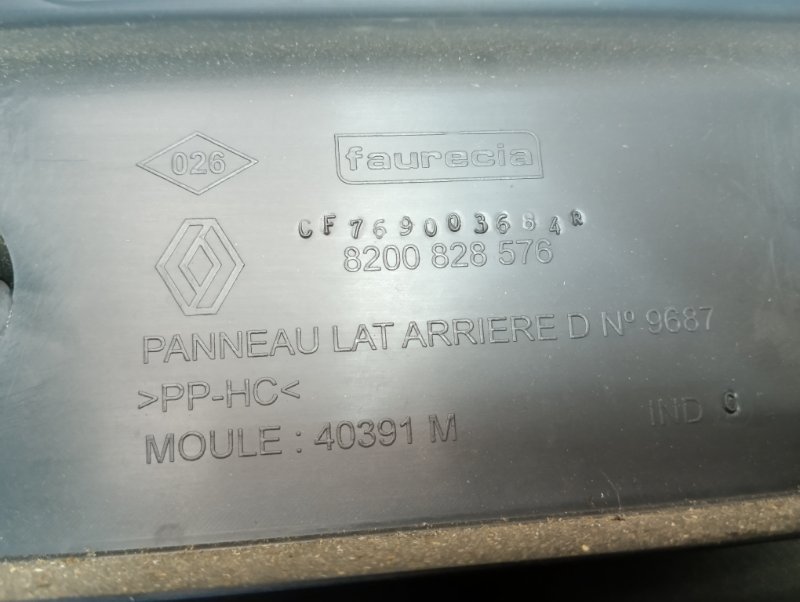 026
faurecia
CF769003684R
8200 828 576
PANNEAU LAT ARRIERE D Nº 9687
>PP-HC<
MOULE : 40391 M
IND C